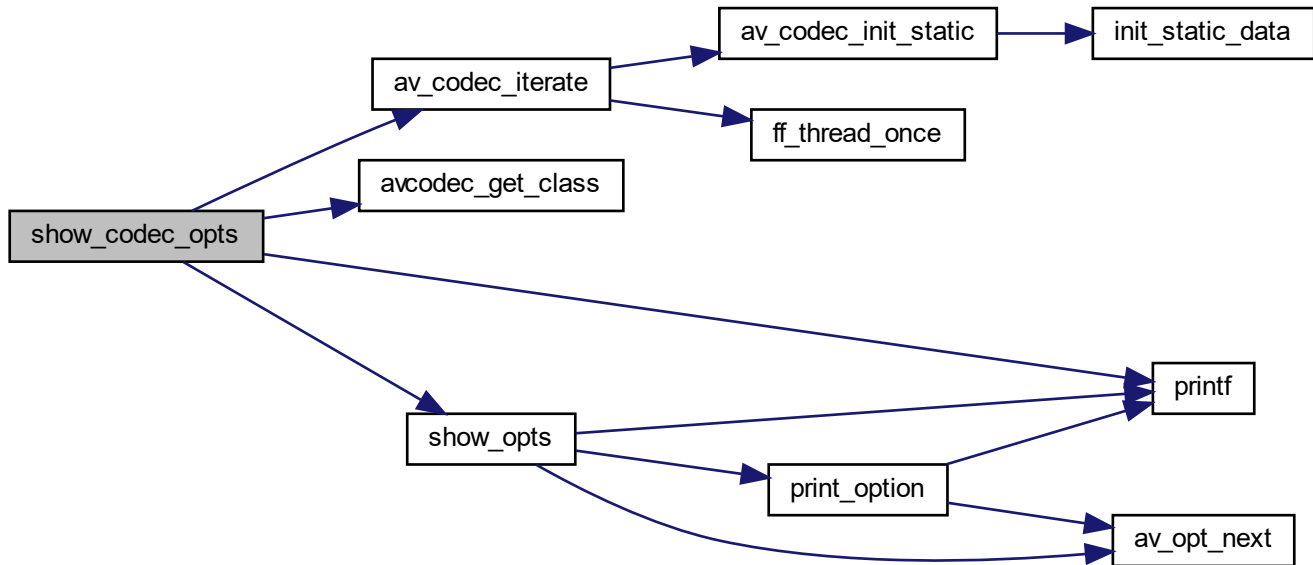 av_codec_init_static
init_static_data
av_codec_iterate
ff_thread_once
avcodec_get_class
show_codec_opts
printf
show_opts
print_option
av_opt_next